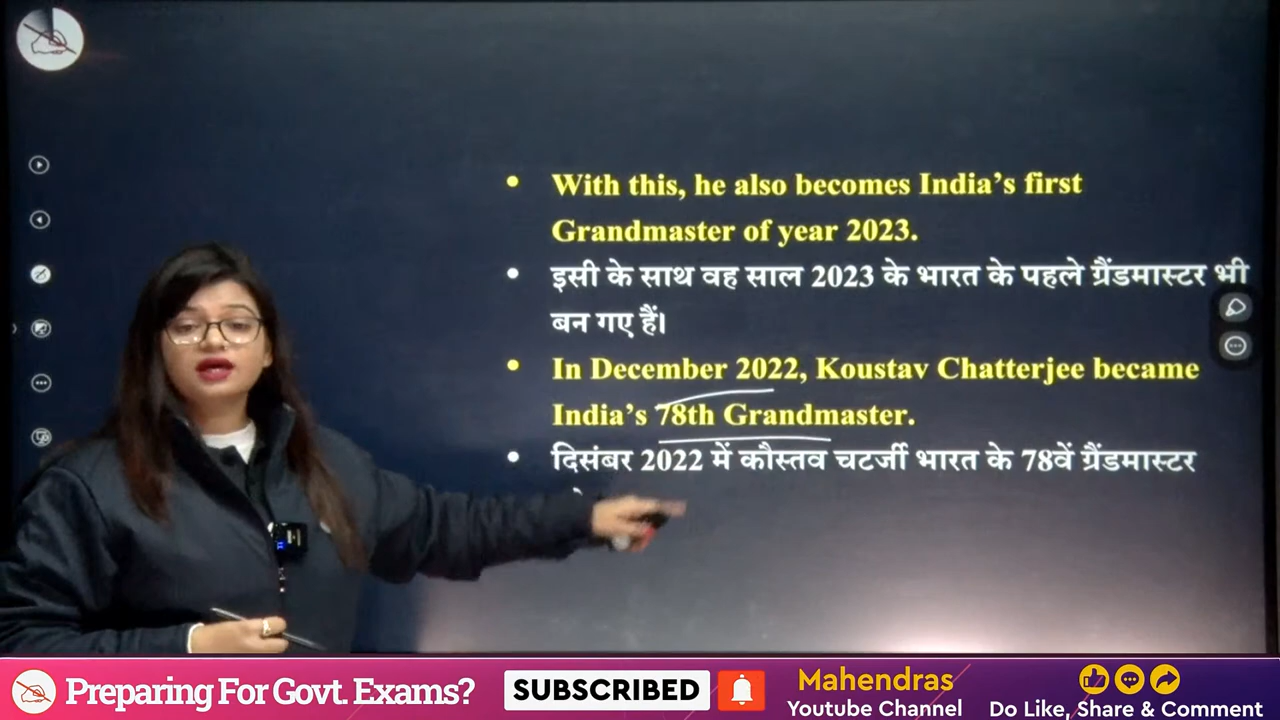 With this, he also becomes India’s first
Grandmaster of year 2023.
इसी के साथ वह साल 2023 के भारत के पहले ग्रैंडमास्टर भी
बन गए हैं।
In December 2022, Koustav Chatterjee became
India’s 78th Grandmaster.
दिसंबर 2022 में कौस्तव चटर्जी भारत के 78वें ग्रैंडमास्टर
Preparing For Govt. Exams?
SUBSCRIBED
Mahendras
Youtube Channel
Do Like, Share & Comment